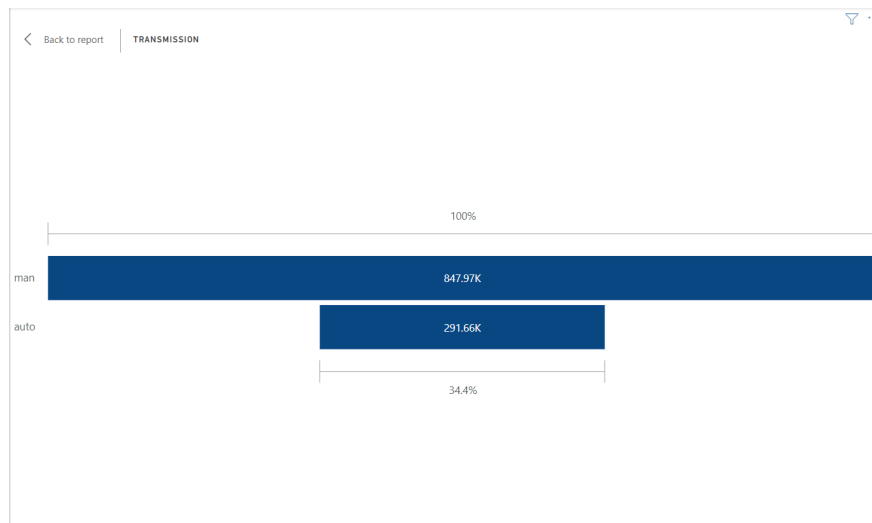 Back to report
TRANSMISSION
100%
man
847.97K
auto
291.66K
34.4%